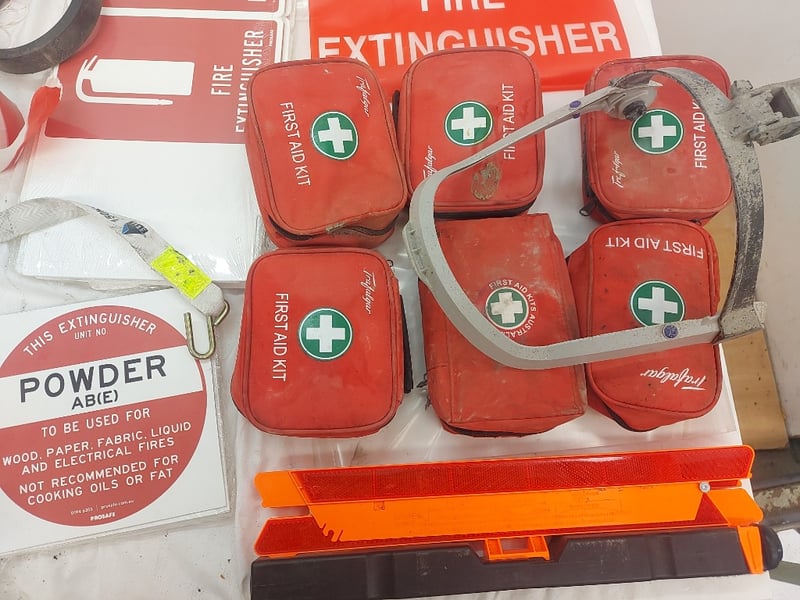 FIRE
EXTINGUISHER
FIRE
Trafalgar
FIRST AID KIT
Trafalgar
FIRST AID KIT
Trafalgar
FIRST AID KIT
Trafalgar
FIRST AID KIT
FIRST AID KITS AUSTRALIA
FIRST AID KIT
Trafalgar
THIS EXTINGUISHER
UNIT NO
POWDER
AB(E)
TO BE USED FOR
WOOD, PAPER, FABRIC, LIQUID
AND ELECTRICAL FIRES
NOT RECOMMENDED FOR
COOKING OILS OR FAT
PROSAFE